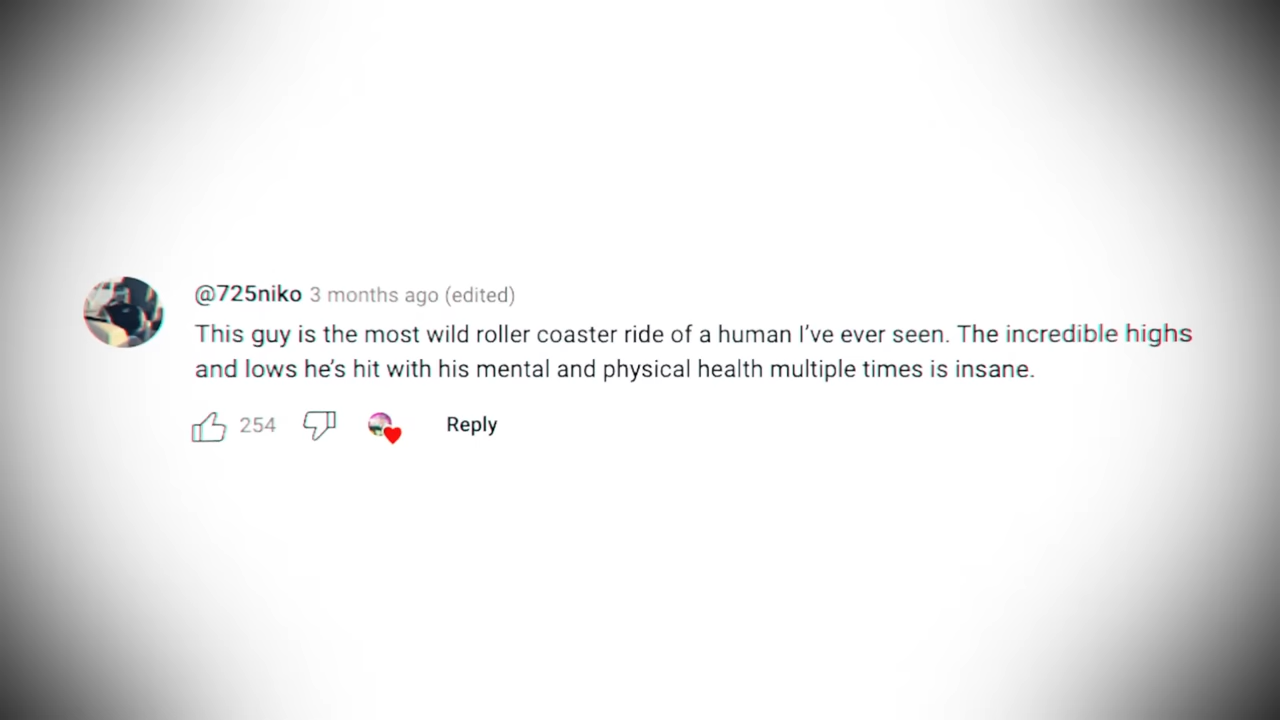 @725niko 3 months ago (edited)
This guy is the most wild roller coaster ride of a human I’ve ever seen. The incredible highs
and lows he’s hit with his mental and physical health multiple times is insane.
254 Reply